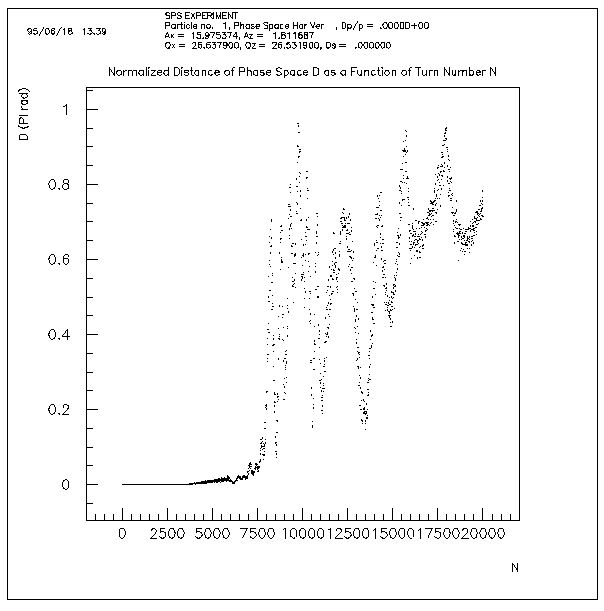 SPS EXPERIMENT
95/06/18 13.39
Particle no. 1, Phase Space Hor Ver , Dp/p = .0000D+00
Ax = 15.975374, Az = 1.611687
Qx = 26.637900, Qz = 26.531900, Qs = .000000
Normalized Distance of Phase Space D as a Function of Turn Number N
D (PI rad)
1
0.8
0.6
0.4
0.2
0
0 2500 5000 7500 10000 12500 15000 17500 20000
N